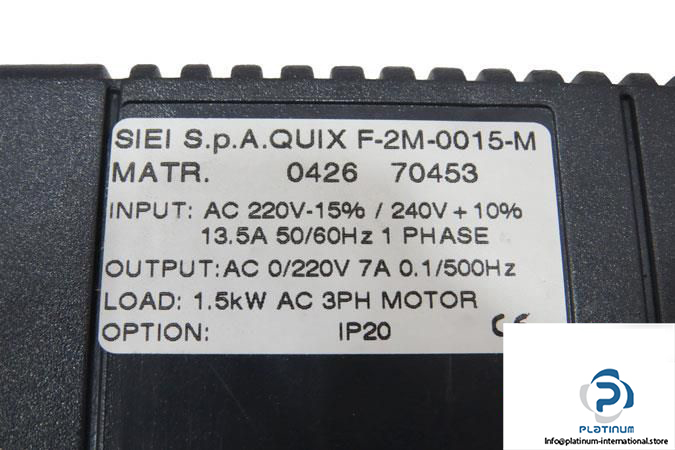 SIEI S.p.A.QUIX F-2M-0015-M
MATR. 0426 70453
INPUT: AC 220V-15% / 240V + 10%
13.5A 50/60Hz 1 PHASE
OUTPUT:AC 0/220V 7A 0.1/500Hz
LOAD: 1.5kW AC 3PH MOTOR
OPTION: IP20 CE
PLATINUM
Info@platinum-international.store